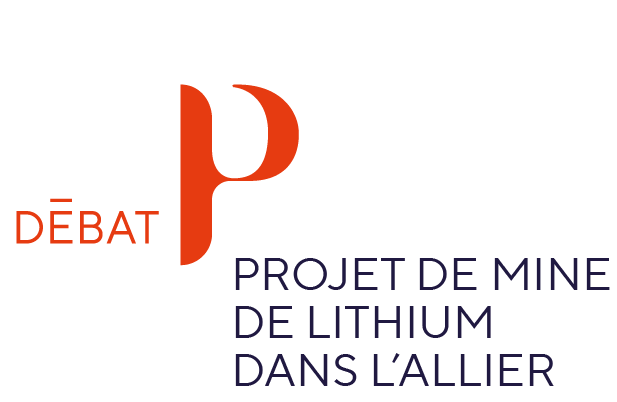 DĒBAT P
PROJET DE MINE
DE LITHIUM
DANS L’ALLIER